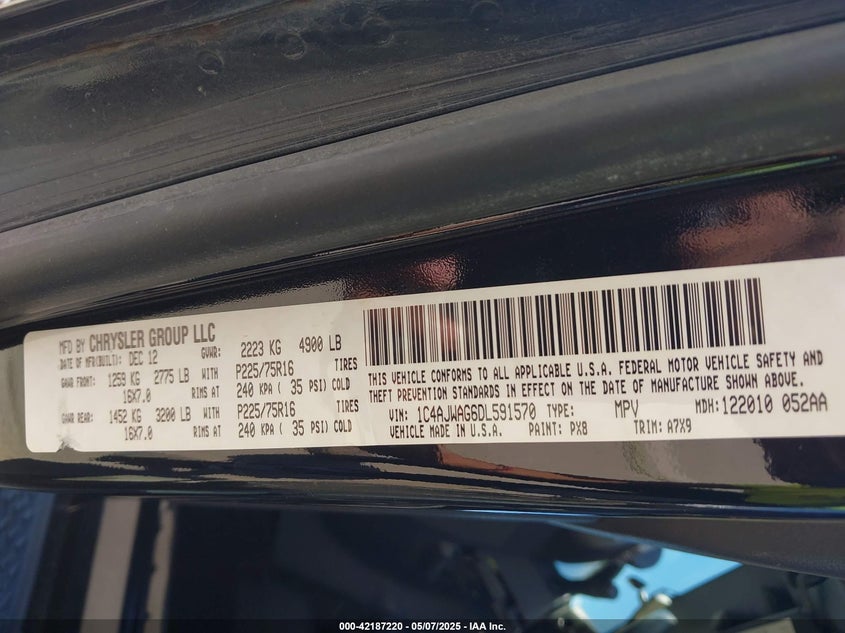 MFD BY CHRYSLER GROUP LLC
DATE OF MFR(BUILT): DEC 12 GVWR: 2223 KG 4900 LB
GAWR FRONT: 1259 KG 2775 LB WITH P225/75R16 TIRES
16X7.0 RIMS AT 240 KPA ( 35 PSI) COLD
GAWR REAR: 1452 KG 3200 LB WITH P225/75R16 TIRES
16X7.0 RIMS AT 240 KPA ( 35 PSI) COLD
THIS VEHICLE CONFORMS TO ALL APPLICABLE U.S.A. FEDERAL MOTOR VEHICLE SAFETY AND
THEFT PREVENTION STANDARDS IN EFFECT ON THE DATE OF MANUFACTURE SHOWN ABOVE.
VIN: 1C4AJWAG6DL591570 TYPE: MPV MDH: 122010 052AA
VEHICLE MADE IN U.S.A. PAINT: PX8 TRIM: A7X9
000-42187220 - 05/07/2025 - IAA Inc.